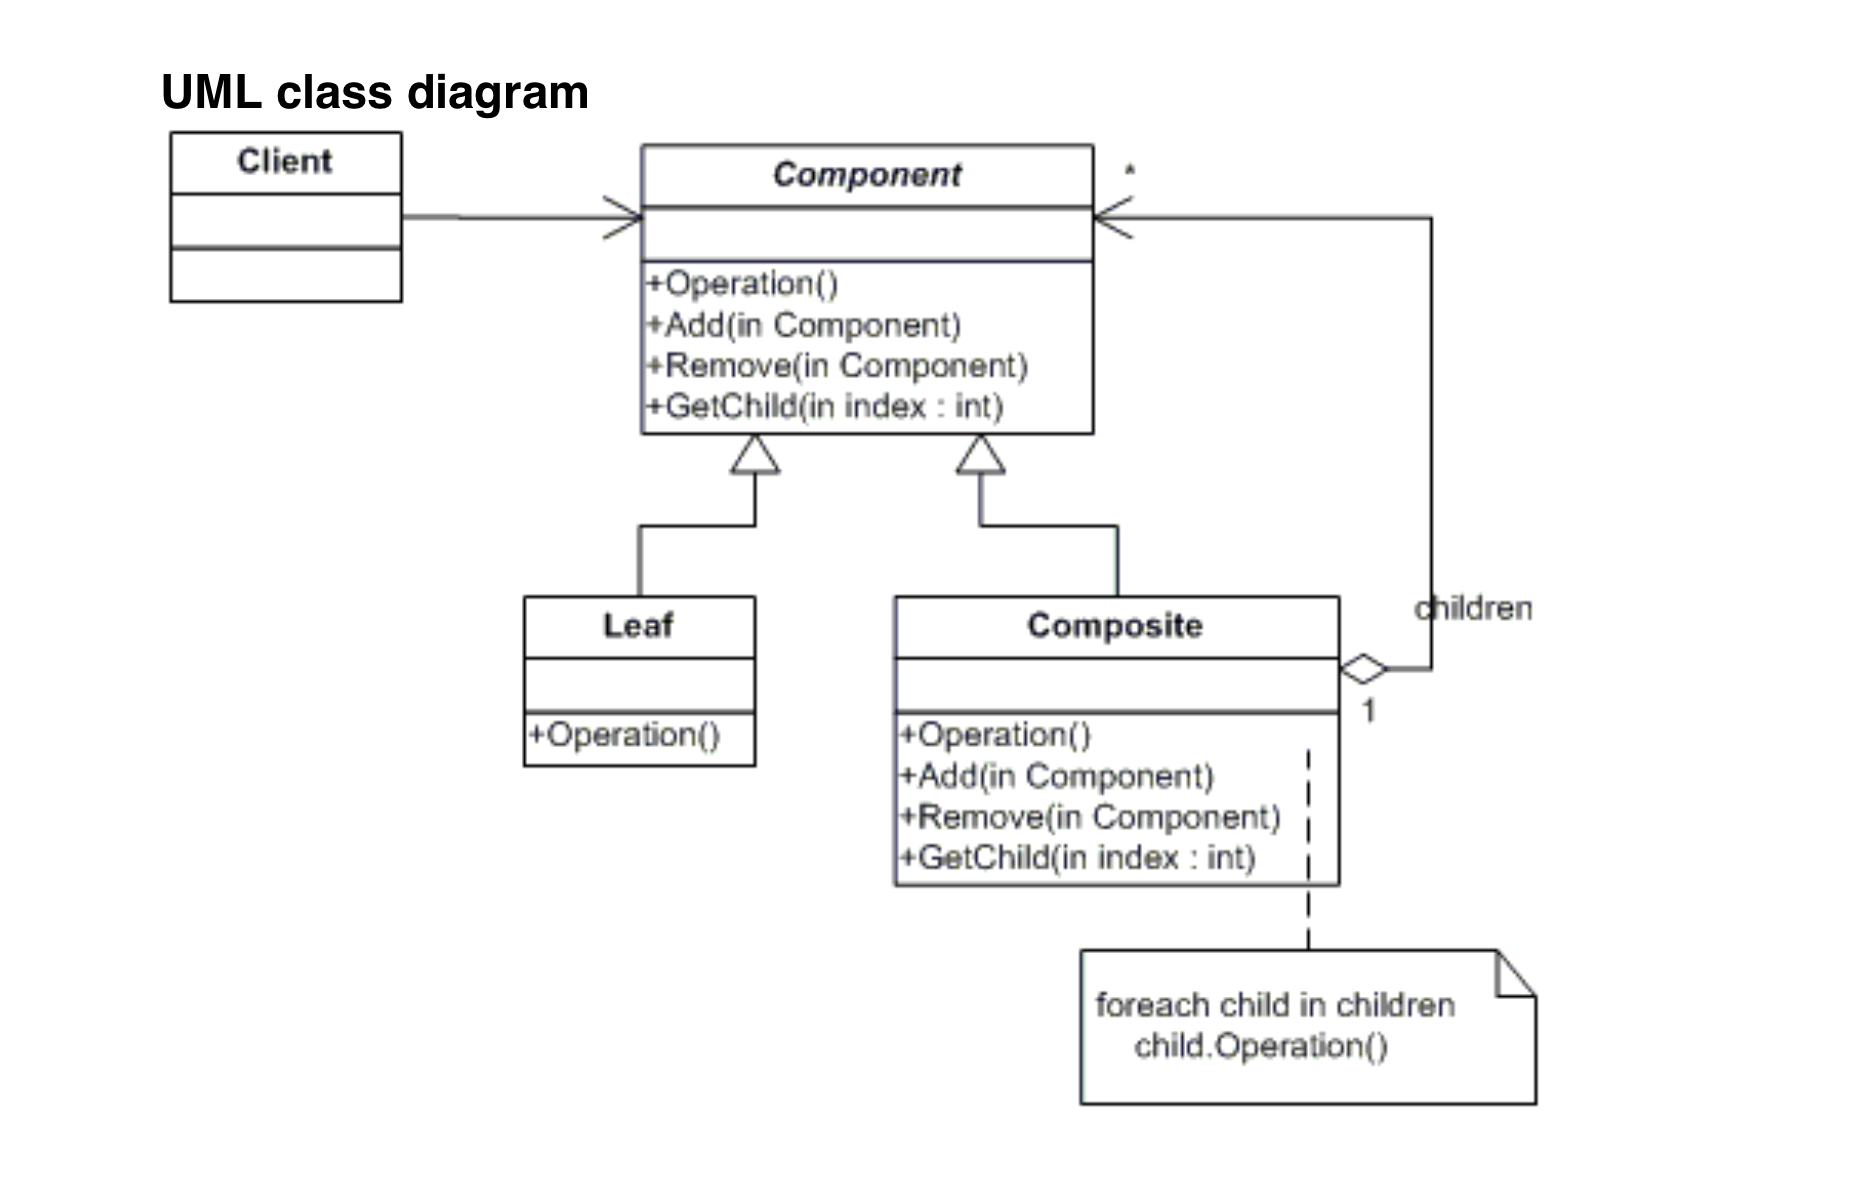 UML class diagram
Client
Component
*
+Operation()
+Add(in Component)
+Remove(in Component)
+GetChild(in index : int)
Leaf
+Operation()
Composite
+Operation()
+Add(in Component)
+Remove(in Component)
+GetChild(in index : int)
children
1
foreach child in children
child.Operation()